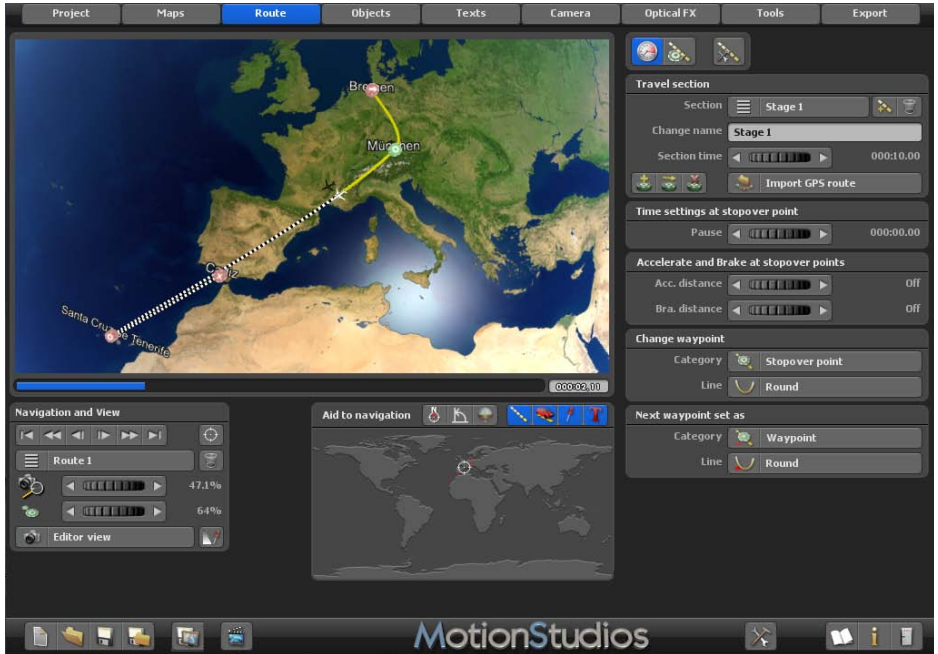 Project Maps Route Objects Texts Camera Optical FX Tools Export
Bremen
München
Cadiz
Santa Cruz de Tenerife
000:02.11
Travel section
Section Stage 1
Change name Stage 1
Section time 000:10.00
Import GPS route
Time settings at stopover point
Pause 000:00.00
Accelerate and Brake at stopover points
Acc. distance Off
Bra. distance Off
Change waypoint
Category Stopover point
Line Round
Next waypoint set as
Category Waypoint
Line Round
Navigation and View
Route 1
47.1%
64%
Editor view
Aid to navigation
MotionStudios